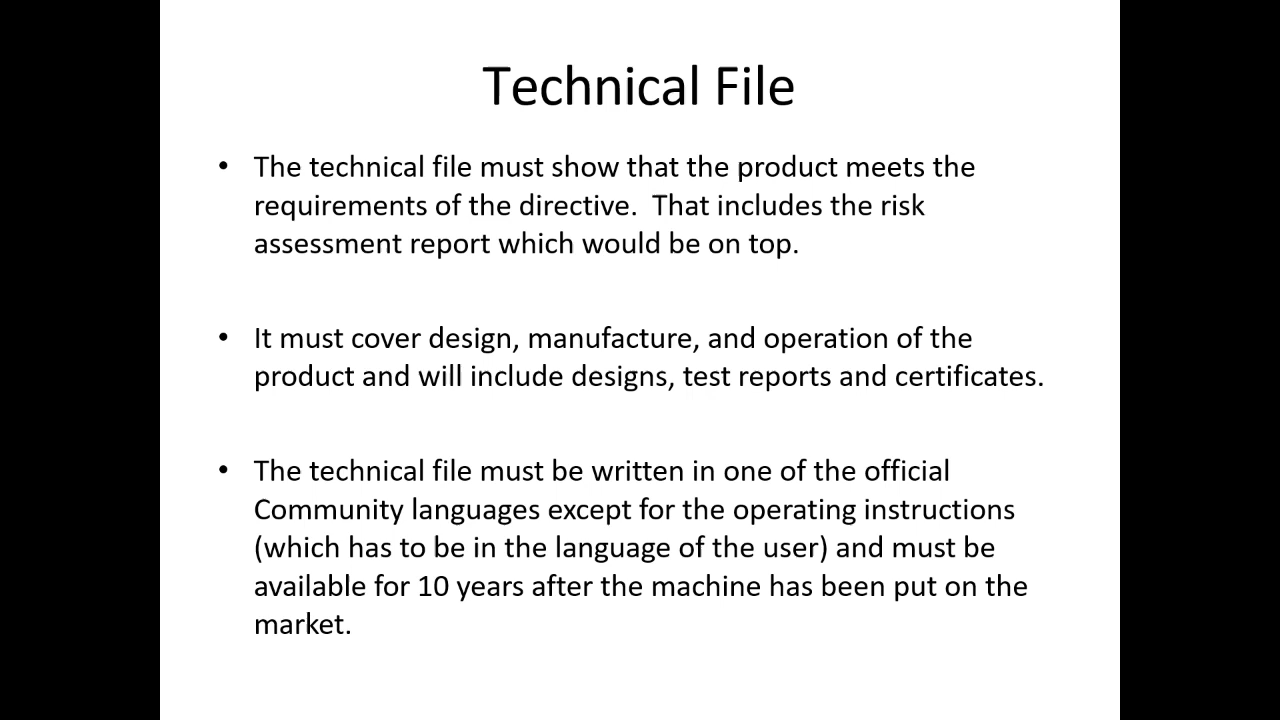 Technical File
• The technical file must show that the product meets the
requirements of the directive.  That includes the risk
assessment report which would be on top.
• It must cover design, manufacture, and operation of the
product and will include designs, test reports and certificates.
• The technical file must be written in one of the official
Community languages except for the operating instructions
(which has to be in the language of the user) and must be
available for 10 years after the machine has been put on the
market.